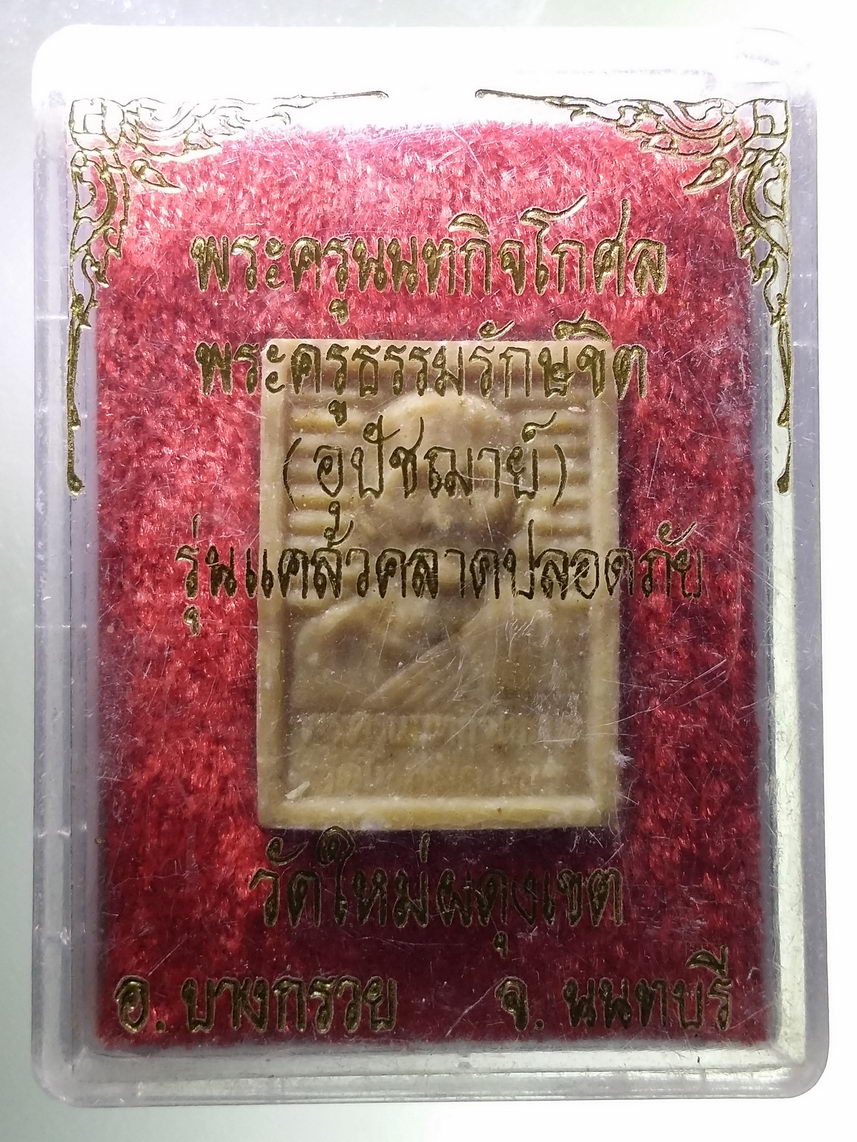 พระครูนนทกิจโกศล
พระครูธรรมรักษ์ขิต
(อุปัชฌาย์)
รุ่นแคล้วคลาดปลอดภัย
วัดใหม่ผดุงเขต
อ. บางกรวย จ. นนทบุรี